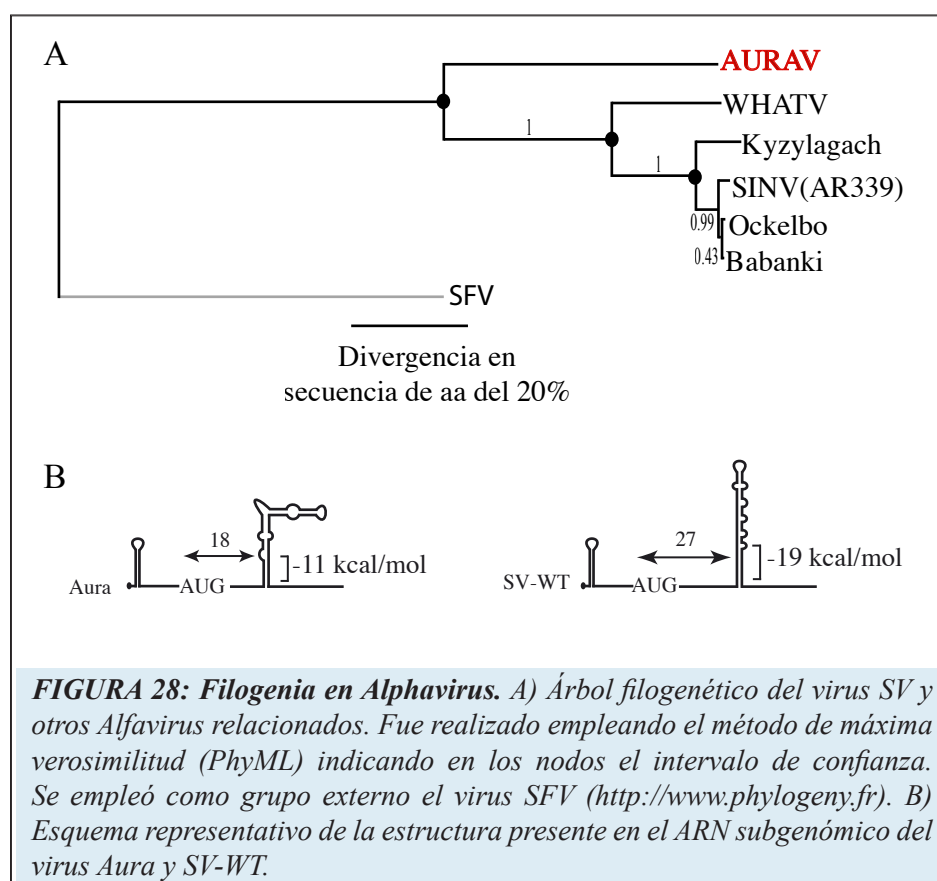 A
AURAV
WHATV
1
Kyzylagach
1
SINV(AR339)
0.99
Ockelbo
0.43
Babanki
SFV
Divergencia en
secuencia de aa del 20%
B
18
-11 kcal/mol
Aura
AUG
27
-19 kcal/mol
SV-WT
AUG
FIGURA 28: Filogenia en Alphavirus. A) Árbol filogenético del virus SV y
otros Alfavirus relacionados. Fue realizado empleando el método de máxima
verosimilitud (PhyML) indicando en los nodos el intervalo de confianza.
Se empleó como grupo externo el virus SFV (http://www.phylogeny.fr). B)
Esquema representativo de la estructura presente en el ARN subgenómico del
virus Aura y SV-WT.